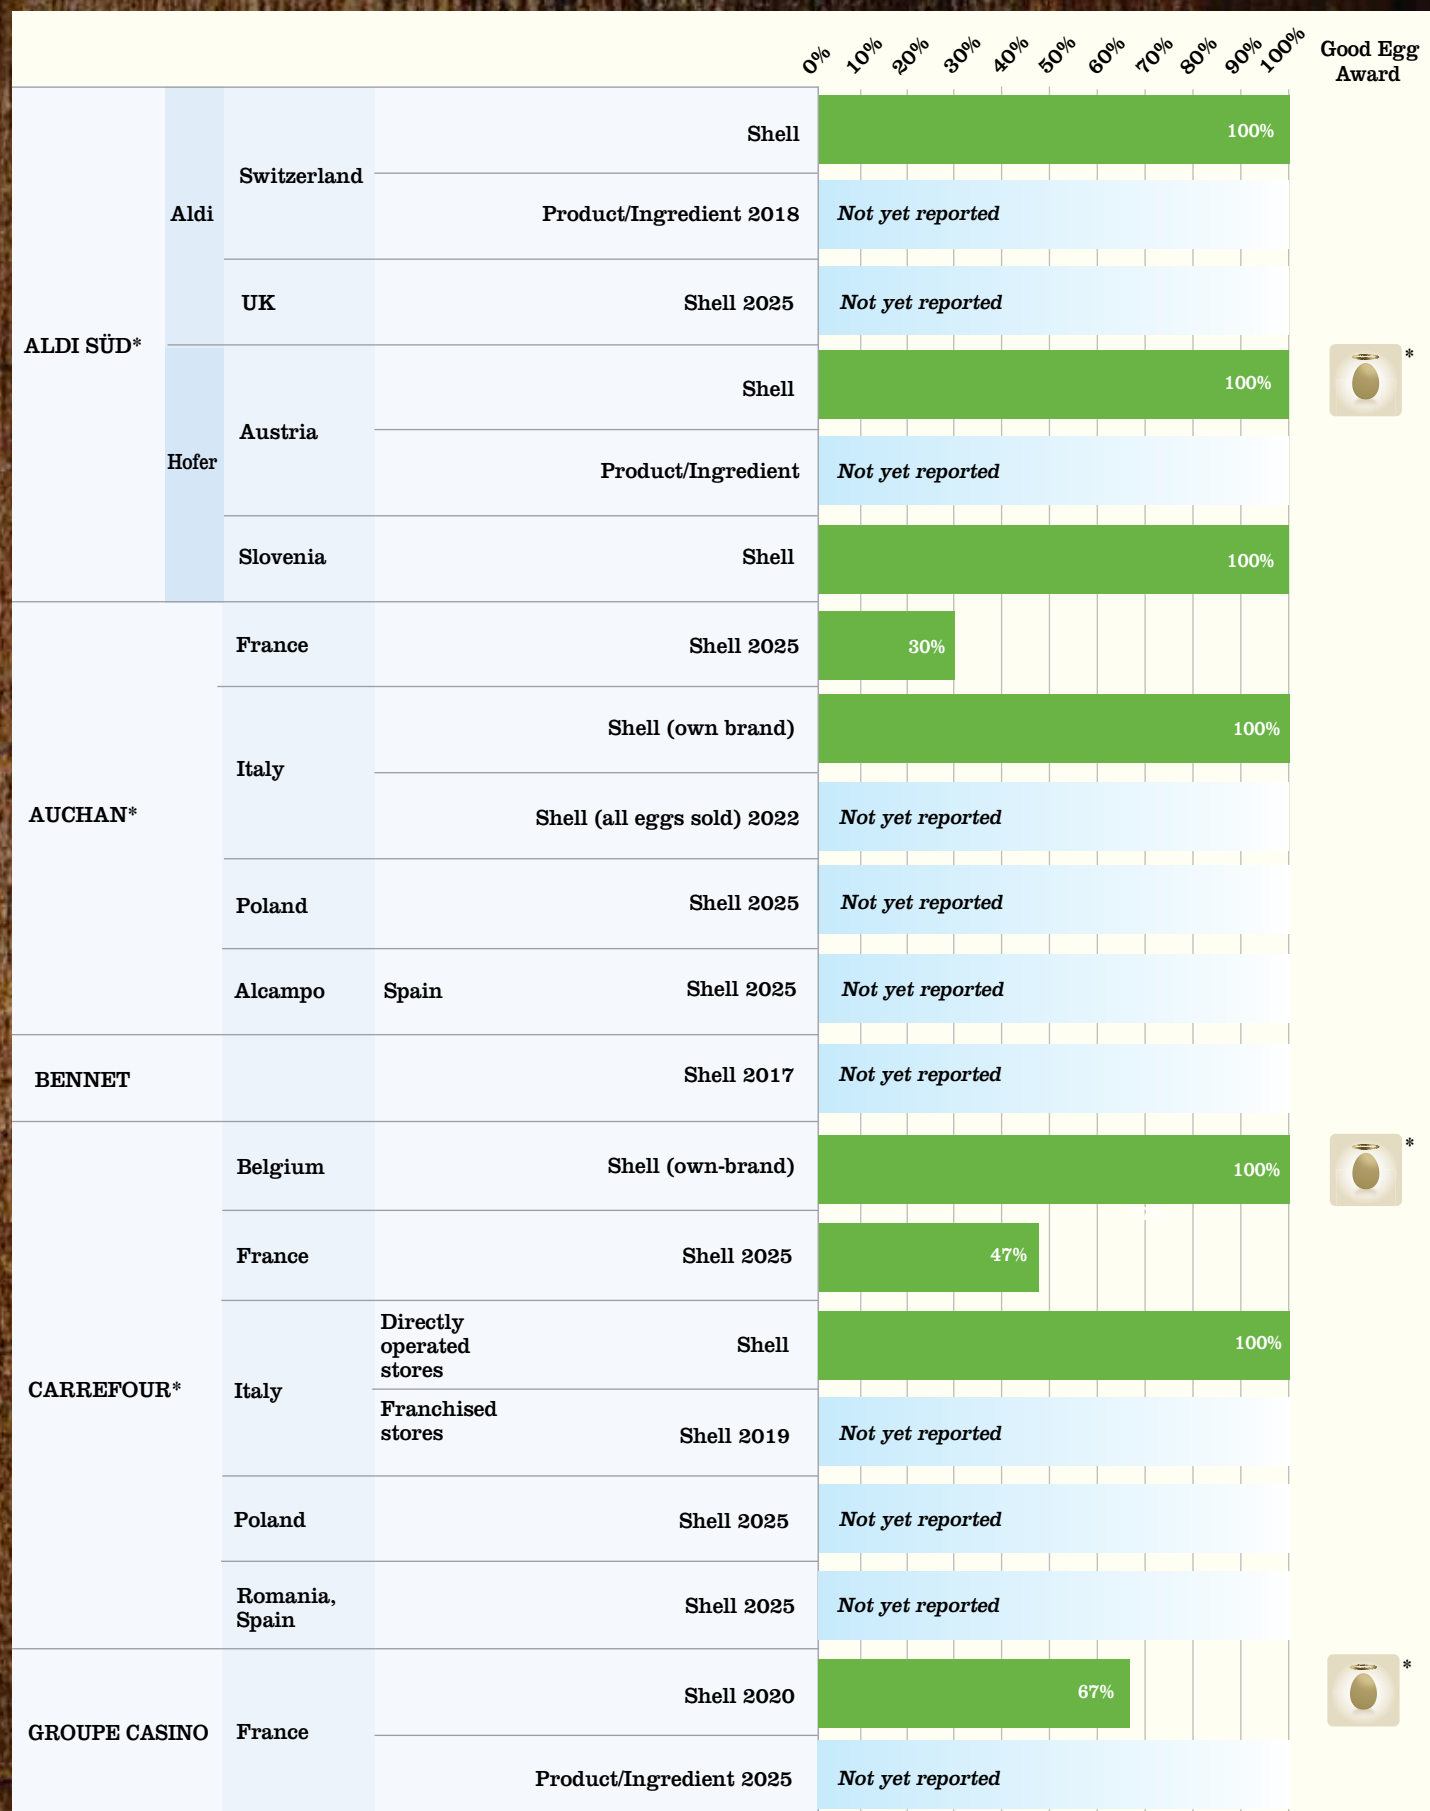 0% 10% 20% 30% 40% 50% 60% 70% 80% 90% 100%
Good Egg
Award
ALDI SÜD*
Aldi
Switzerland
Shell
100%
Product/Ingredient 2018
Not yet reported
UK
Shell 2025
Not yet reported
Hofer
Austria
Shell
100%
*
Product/Ingredient
Not yet reported
Slovenia
Shell
100%
AUCHAN*
France
Shell 2025
30%
Italy
Shell (own brand)
100%
Shell (all eggs sold) 2022
Not yet reported
Poland
Shell 2025
Not yet reported
Alcampo
Spain
Shell 2025
Not yet reported
BENNET
Shell 2017
Not yet reported
CARREFOUR*
Belgium
Shell (own-brand)
100%
*
France
Shell 2025
47%
Italy
Directly
operated
stores
Shell
100%
Franchised
stores
Shell 2019
Not yet reported
Poland
Shell 2025
Not yet reported
Romania,
Spain
Shell 2025
Not yet reported
GROUPE CASINO
France
Shell 2020
67%
*
Product/Ingredient 2025
Not yet reported